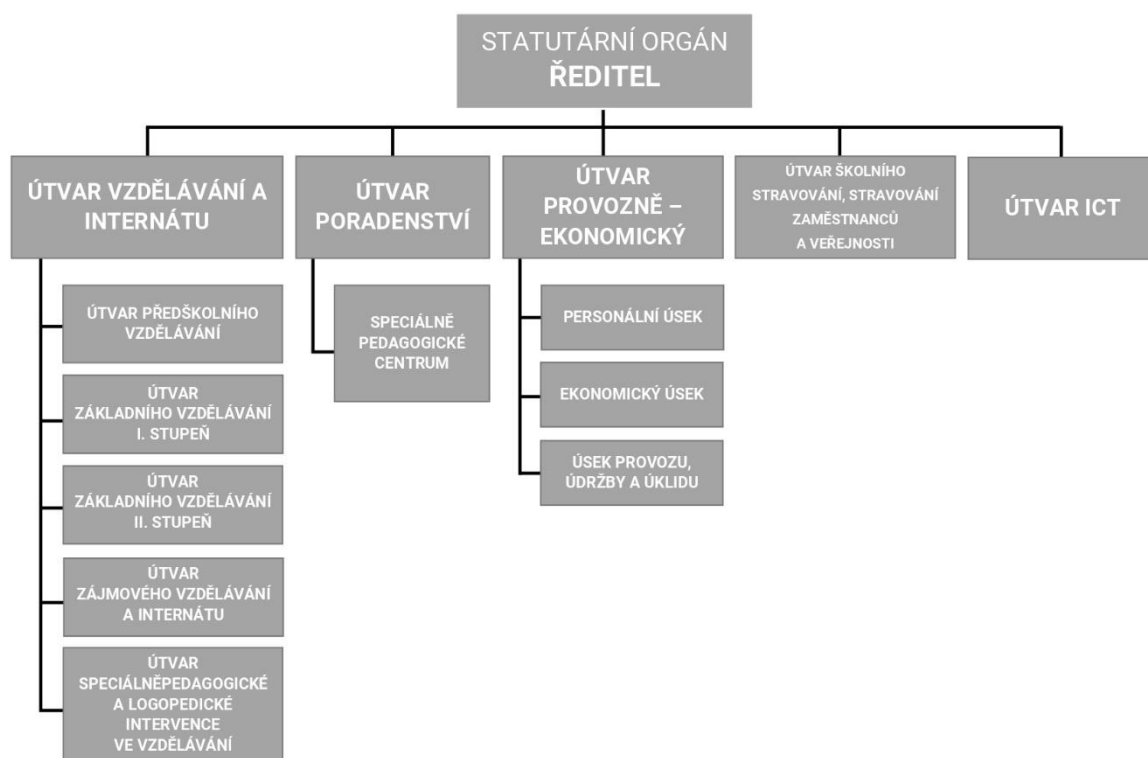 STATUTÁRNÍ ORGÁN
ŘEDITEL
ÚTVAR VZDĚLÁVÁNÍ A
INTERNÁTU
ÚTVAR
PORADENSTVÍ
ÚTVAR
PROVOZNĚ –
EKONOMICKÝ
ÚTVAR ŠKOLNÍHO
STRAVOVÁNÍ, STRAVOVÁNÍ
ZAMĚSTNANCŮ
A VEŘEJNOSTI
ÚTVAR ICT
ÚTVAR PŘEDŠKOLNÍHO
VZDĚLÁVÁNÍ
ÚTVAR
ZÁKLADNÍHO VZDĚLÁVÁNÍ
I. STUPEŇ
ÚTVAR
ZÁKLADNÍHO VZDĚLÁVÁNÍ
II. STUPEŇ
ÚTVAR
ZÁJMOVÉHO VZDĚLÁVÁNÍ
A INTERNÁTU
ÚTVAR
SPECIÁLNĚPEDAGOGICKÉ
A LOGOPEDICKÉ
INTERVENCE
VE VZDĚLÁVÁNÍ
SPECIÁLNĚ
PEDAGOGICKÉ
CENTRUM
PERSONÁLNÍ ÚSEK
EKONOMICKÝ ÚSEK
ÚSEK PROVOZU,
ÚDRŽBY A ÚKLIDU